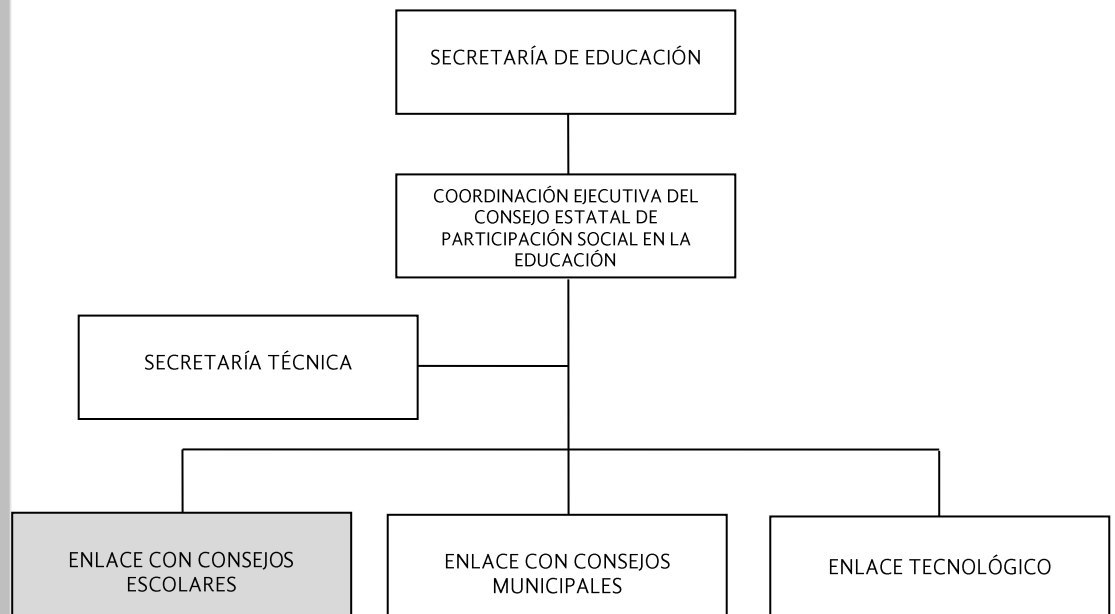 SECRETARÍA DE EDUCACIÓN
COORDINACIÓN EJECUTIVA DEL
CONSEJO ESTATAL DE
PARTICIPACIÓN SOCIAL EN LA
EDUCACIÓN
SECRETARÍA TÉCNICA
ENLACE CON CONSEJOS
ESCOLARES
ENLACE CON CONSEJOS
MUNICIPALES
ENLACE TECNOLÓGICO